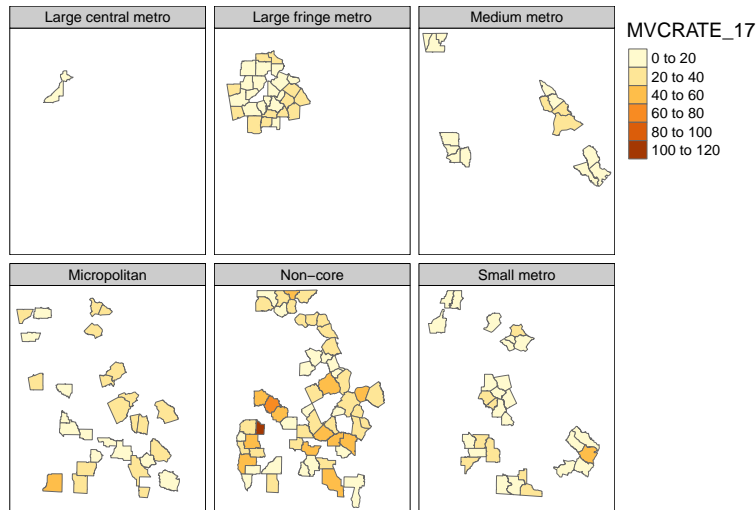 Large central metro
Large fringe metro
Medium metro
MVCRATE_17
0 to 20
20 to 40
40 to 60
60 to 80
80 to 100
100 to 120
Micropolitan
Non−core
Small metro